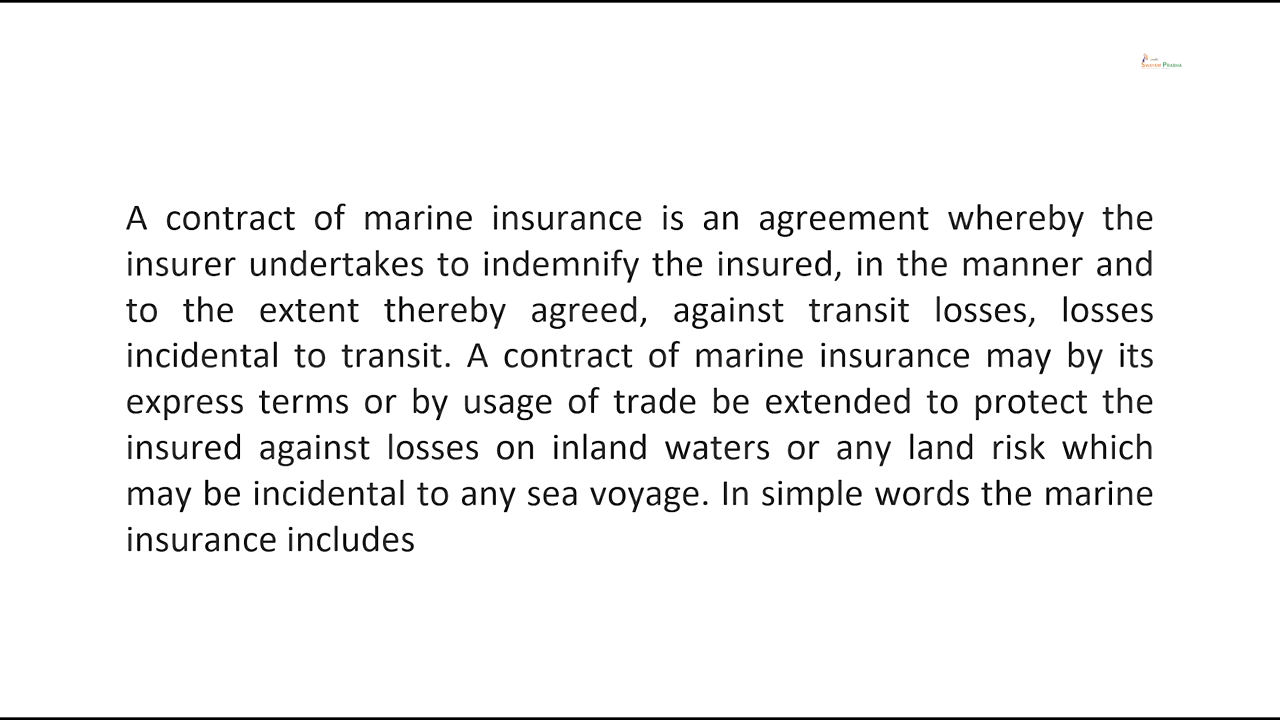 SWAYAM PRABHA
A contract of marine insurance is an agreement whereby the
insurer undertakes to indemnify the insured, in the manner and
to the extent thereby agreed, against transit losses, losses
incidental to transit. A contract of marine insurance may by its
express terms or by usage of trade be extended to protect the
insured against losses on inland waters or any land risk which
may be incidental to any sea voyage. In simple words the marine
insurance includes